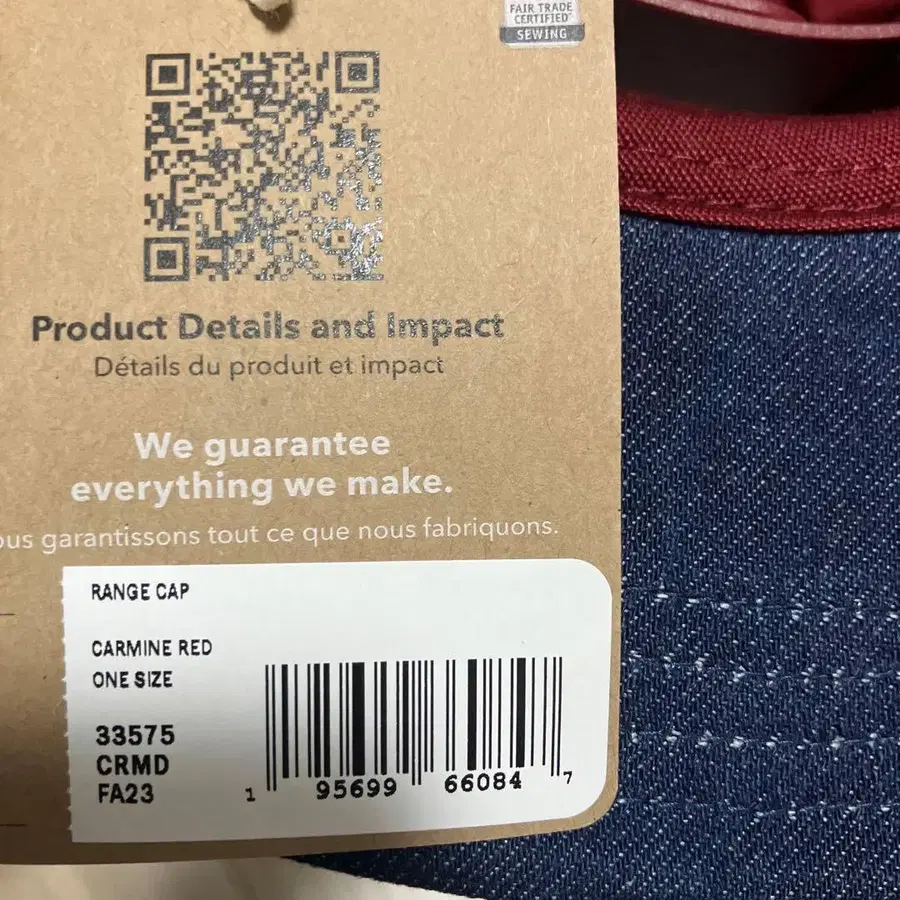 FAIR TRADE
CERTIFIED
SEWING
Product Details and Impact
Détails du produit et impact
We guarantee
everything we make.
garantissons tout ce que nous fabriquons.
RANGE CAP
CARMINE RED
ONE SIZE
33575
CRMD
FA23
1 95699 66084 7